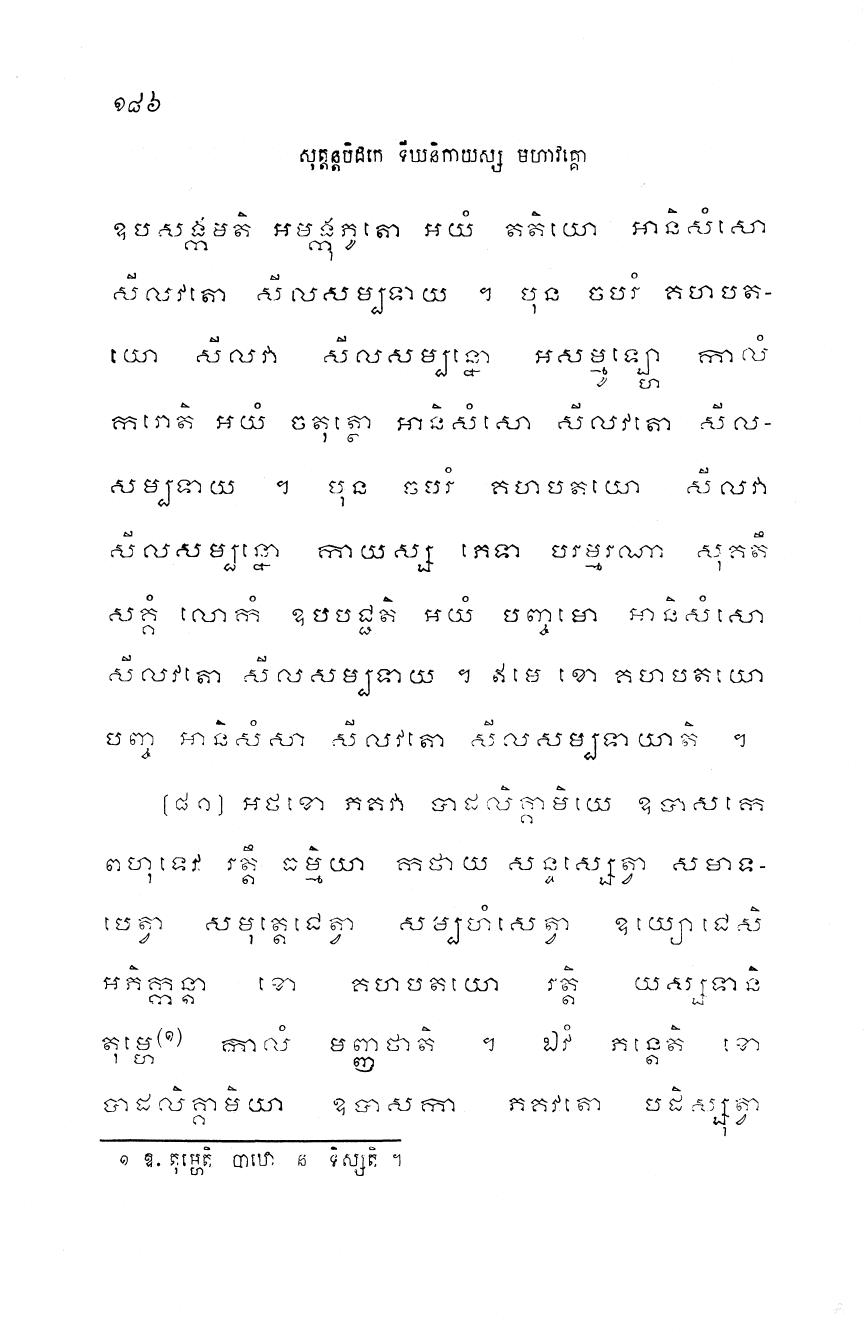 ១៨៦
សុត្តន្តបិដកេ ទីឃនិកាយស្ស មហាវគ្គោ
ឧបសង្កមតិ អមង្កុភូតោ អយំ តតិយោ អានិសំសោ
សីលវតោ សីលសម្បទាយ ។ បុន ចបរំ គហបត-
យោ សីលវា សីលសម្បន្នោ អសម្មូឡ្ហោ កាលំ
ករោតិ អយំ ចតុត្ថោ អានិសំសោ សីលវតោ សីល-
សម្បទាយ ។ បុន ចបរំ គហបតយោ សីលវា
សីលសម្បន្នោ កាយស្ស ភេទា បរម្មរណា សុគតឹ
សគ្គំ លោកំ ឧបបជ្ជតិ អយំ បញ្ចមោ អានិសំសោ
សីលវតោ សីលសម្បទាយ ។ ឥមេ ខោ គហបតយោ
បញ្ច អានិសំសា សីលវតោ សីលសម្បទាយាតិ ។
[៨១] អថខោ ភគវា បាដលិគ្គាមិយេ ឧបាសកេ
ពហុទេវ រត្តឹ ធម្មិយា កថាយ សន្ទស្សេត្វា សមាទ-
បេត្វា សមុត្តេជេត្វា សម្បហំសេត្វា ឧយ្យោជេសិ
អភិក្កន្តា ខោ គហបតយោ រត្តិ យស្សទានិ
តុម្ហេ(១) កាលំ មញ្ញថាតិ ។ ឯវំ ភន្តេតិ ខោ
បាដលិគ្គាមិយា ឧបាសកា ភគវតោ បដិស្សុត្វា
១ ឱ. តុម្ហេតិ បាឋោ ន ទិស្សតិ ។